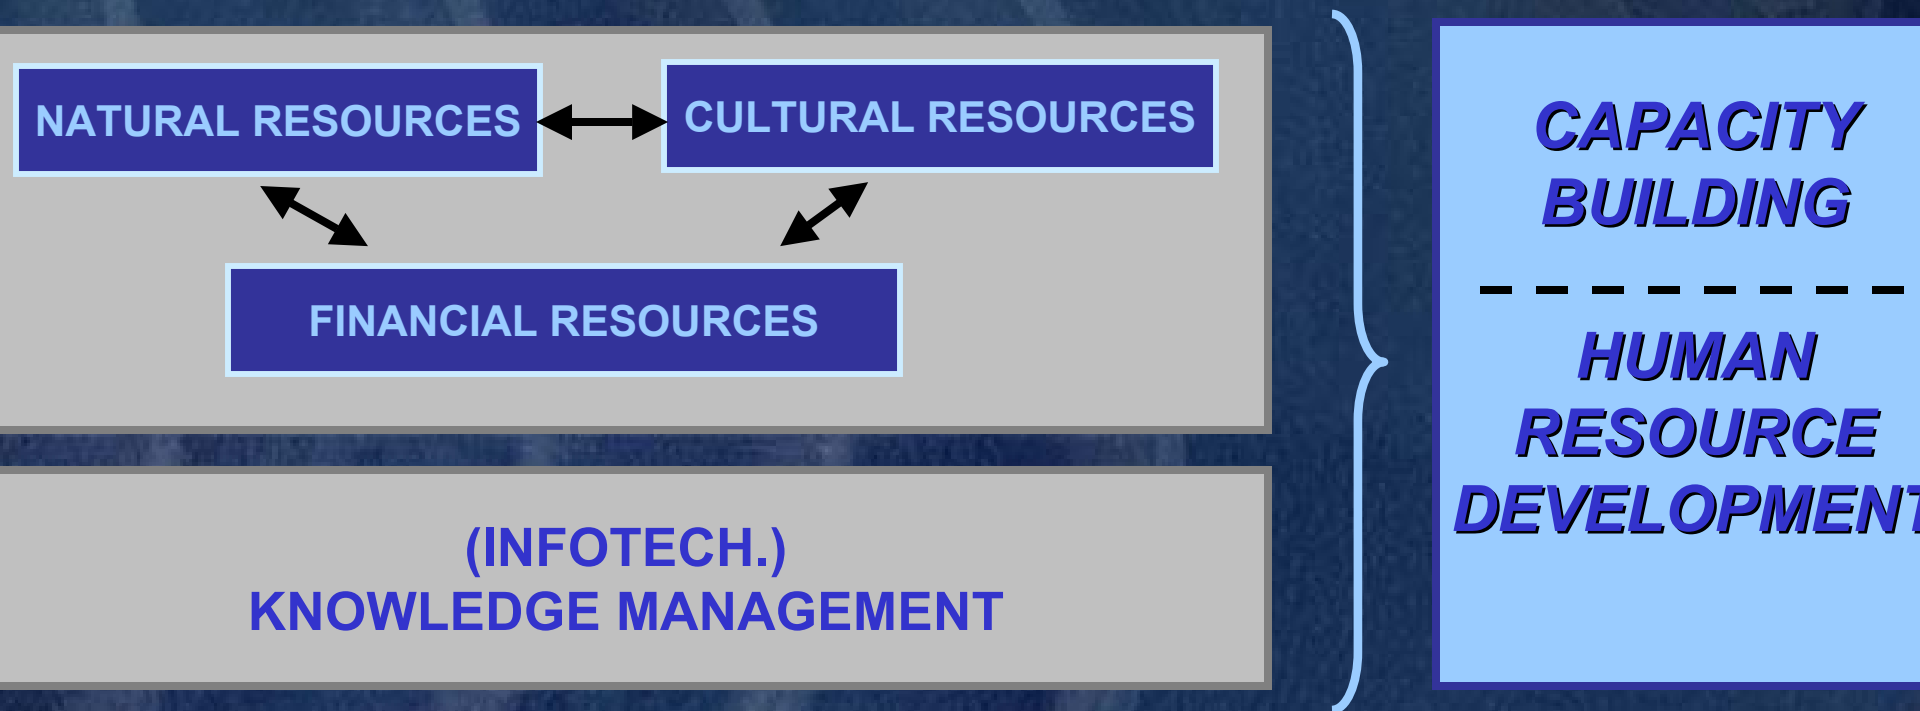 NATURAL RESOURCES
CULTURAL RESOURCES
FINANCIAL RESOURCES
(INFOTECH.)
KNOWLEDGE MANAGEMENT
CAPACITY
BUILDING
HUMAN
RESOURCE
DEVELOPMENT